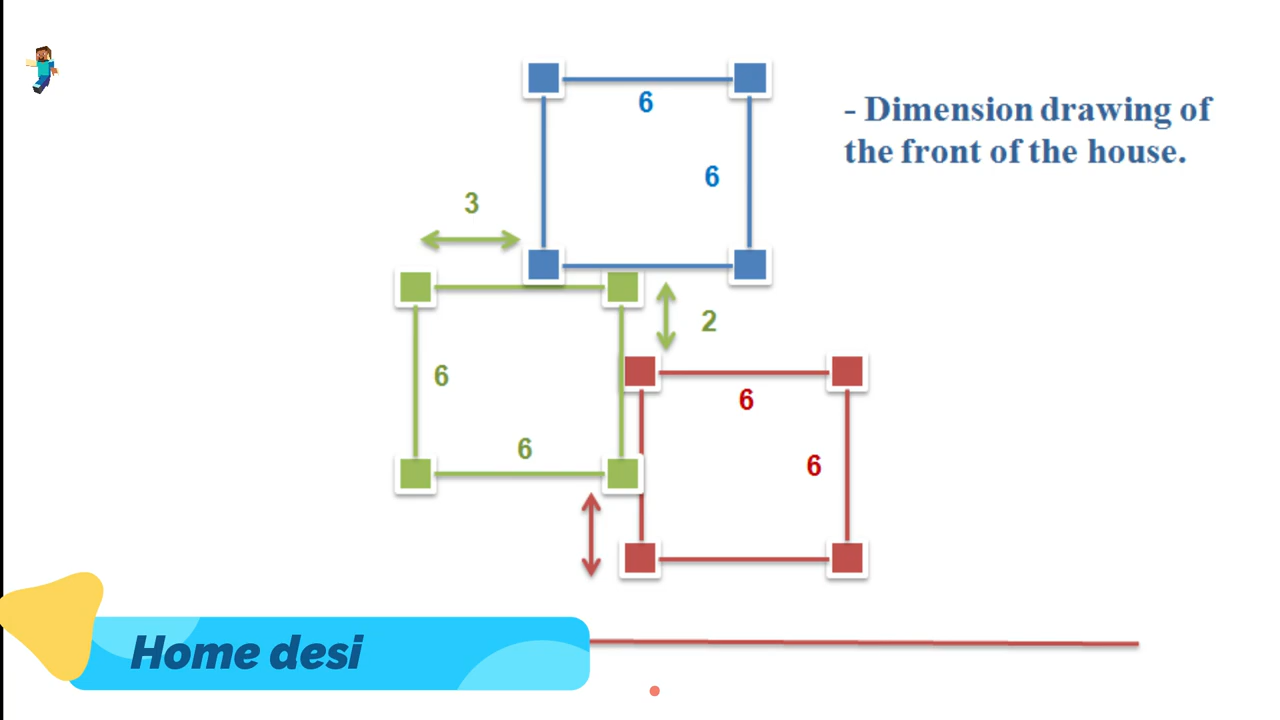 6
- Dimension drawing of
the front of the house.
6
3
2
6
6
6
6
Home desi